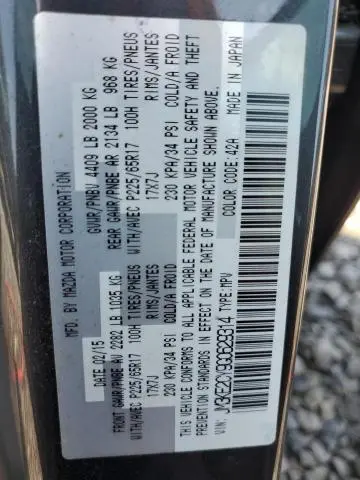 MFD. BY MAZDA MOTOR CORPORATION
DATE 02/15 GVWR/PNBV 4409 LB 2000 KG
FRONT GAWR/PNBE AV 2282 LB 1035 KG REAR GAWR/PNBE AR 2134 LB 968 KG
WITH/AVEC P225/65R17 100H TIRES/PNEUS WITH/AVEC P225/65R17 100H TIRES/PNEUS
17X7J RIMS/JANTES 17X7J RIMS/JANTES
230 KPA/34 PSI COLD/A FROID 230 KPA/34 PSI COLD/A FROID
THIS VEHICLE CONFORMS TO ALL APPLICABLE FEDERAL MOTOR VEHICLE SAFETY AND THEFT
PREVENTION STANDARDS IN EFFECT ON THE DATE OF MANUFACTURE SHOWN ABOVE.
TYPE:MPV COLOR CODE: 42A MADE IN JAPAN